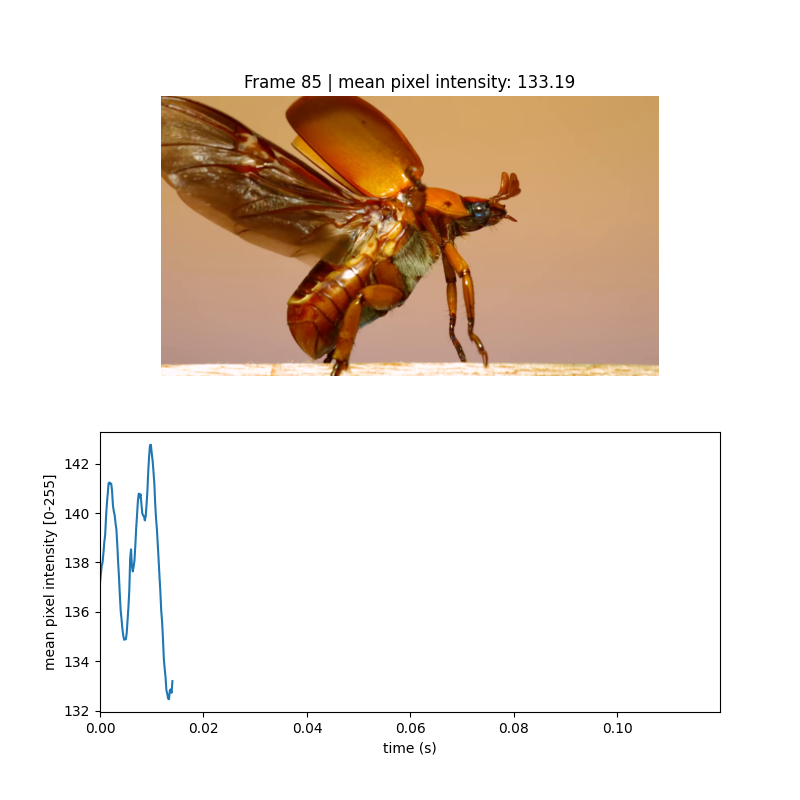 Frame 85 | mean pixel intensity: 133.19
mean pixel intensity [0-255]
142
140
138
136
134
132
0.00 0.02 0.04 0.06 0.08 0.10
time (s)